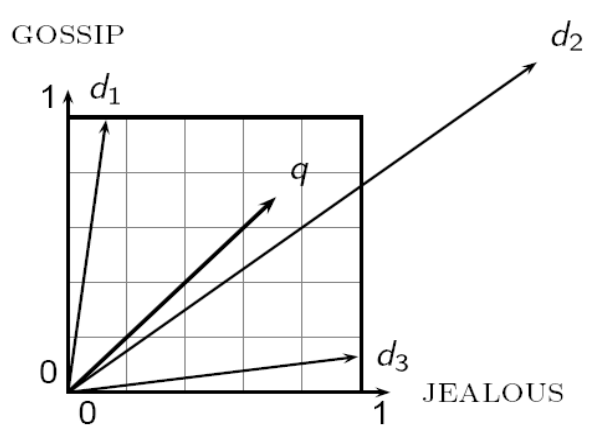 GOSSIP
d₂
1 d₁
q
0 d₃
JEALOUS
0 1